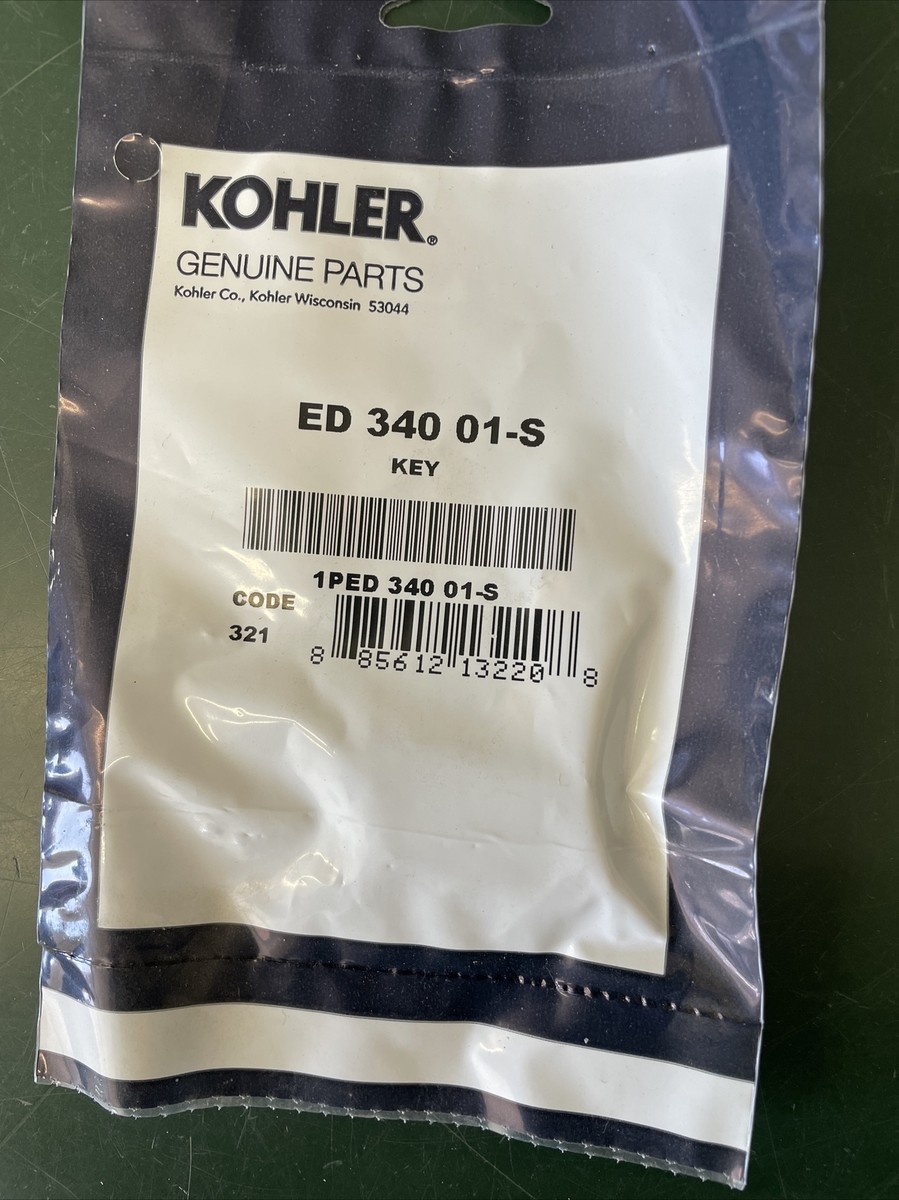 KOHLER®
GENUINE PARTS
Kohler Co., Kohler Wisconsin 53044
ED 340 01-S
KEY
1PED 340 01-S
CODE
321
8 85612 13220 8